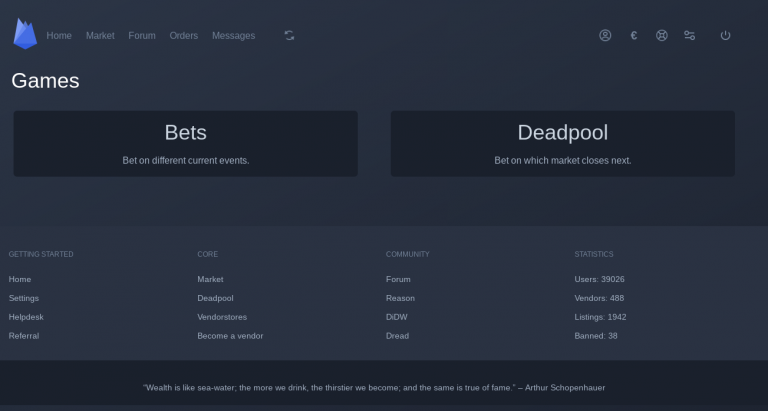 Home Market Forum Orders Messages €
Games
Bets
Bet on different current events.
Deadpool
Bet on which market closes next.
GETTING STARTED
Home
Settings
Helpdesk
Referral
CORE
Market
Deadpool
Vendorstores
Become a vendor
COMMUNITY
Forum
Reason
DiDW
Dread
STATISTICS
Users: 39026
Vendors: 488
Listings: 1942
Banned: 38
"Wealth is like sea-water; the more we drink, the thirstier we become; and the same is true of fame." – Arthur Schopenhauer